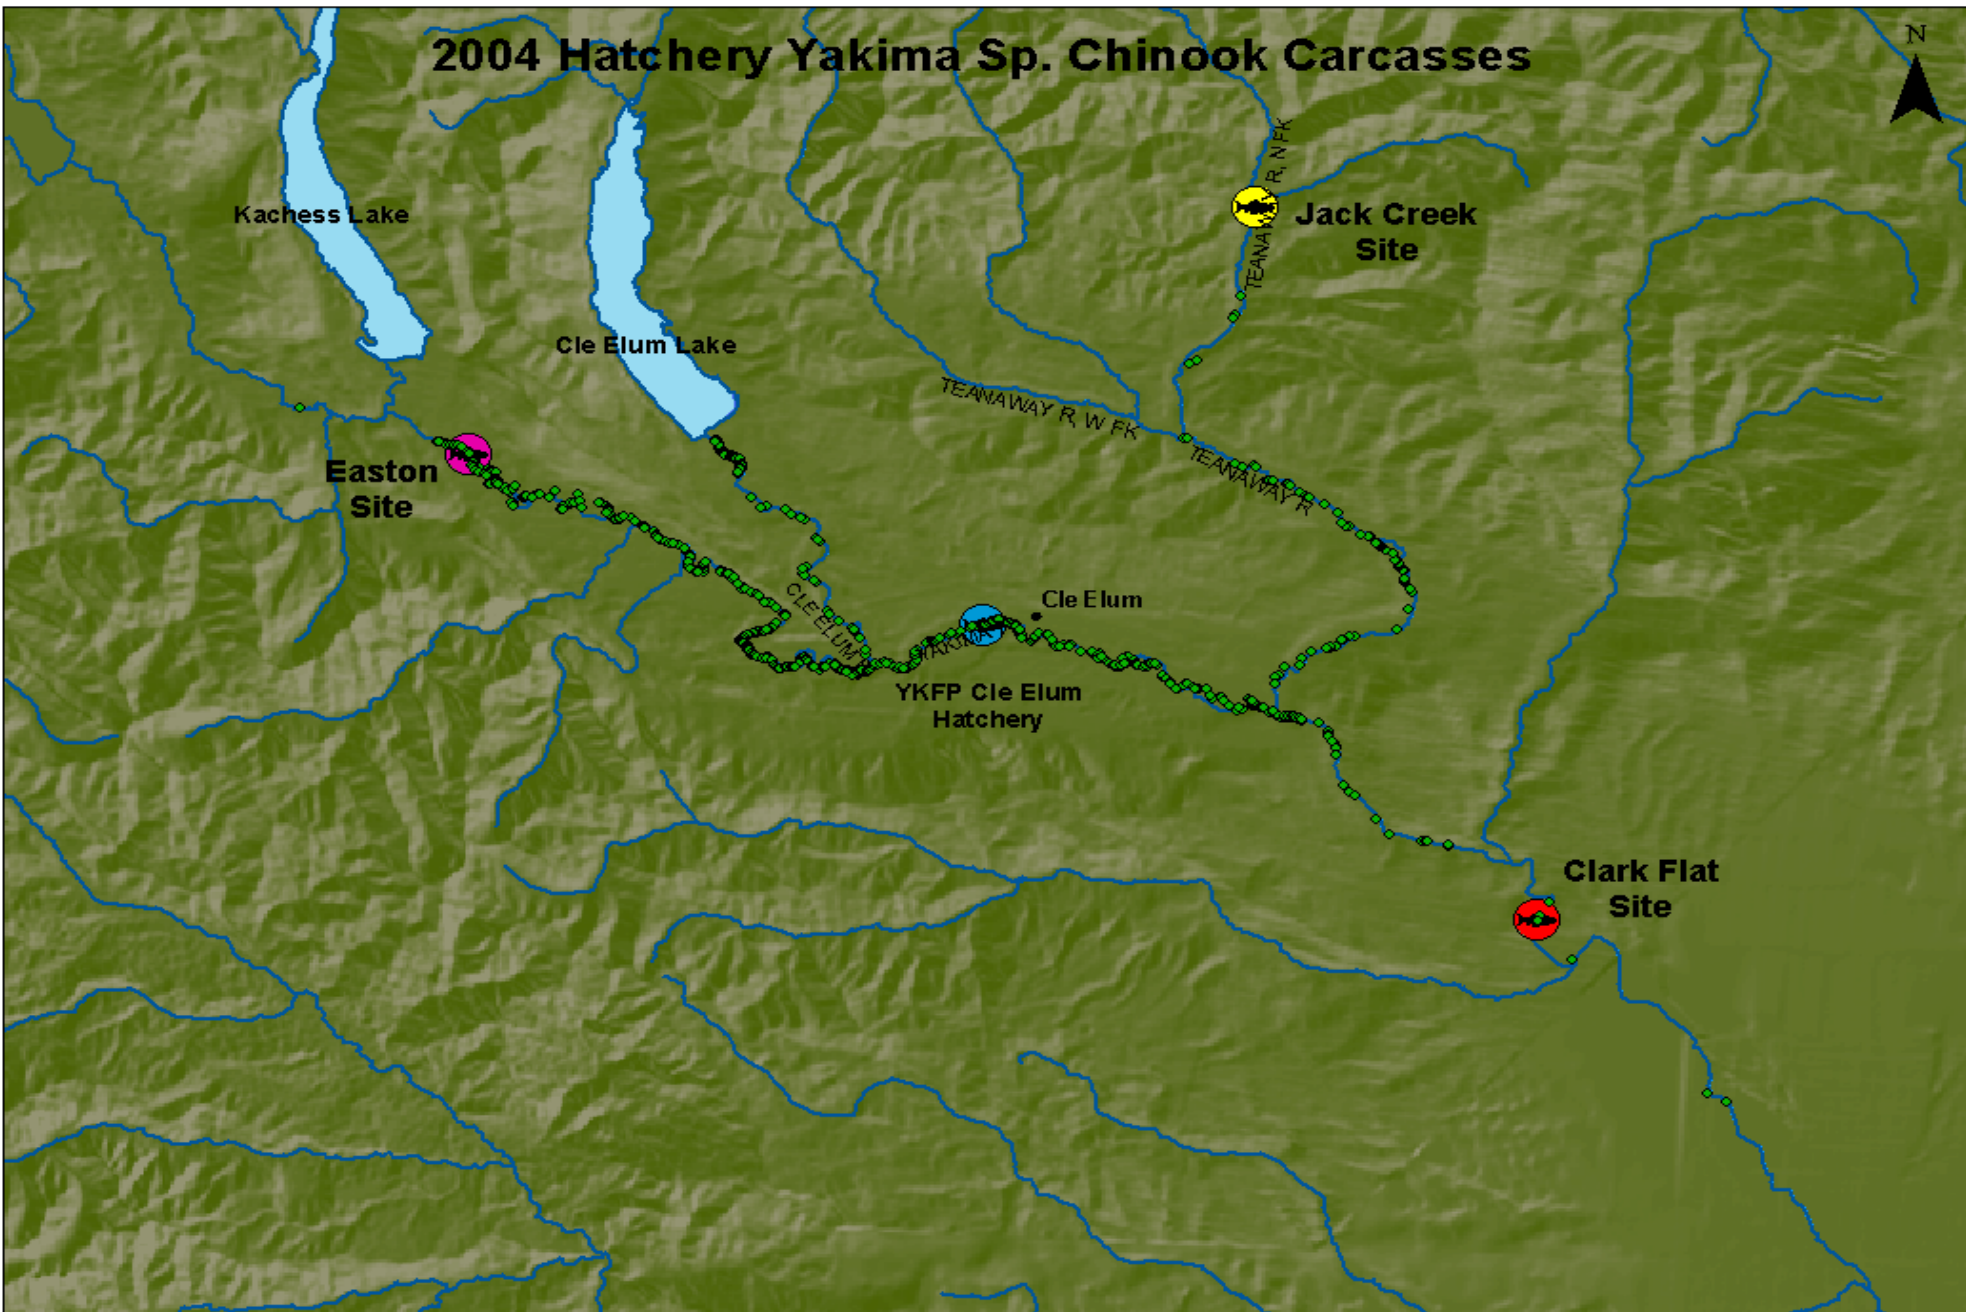 2004 Hatchery Yakima Sp. Chinook Carcasses
N
Kachess Lake
Jack Creek
Site
TEANAWAY R, N FK
Cle Elum Lake
TEANAWAY R, W FK
TEANAWAY R
Easton
Site
CLE ELUM
Cle Elum
YAKIMA
YKFP Cle Elum
Hatchery
Clark Flat
Site